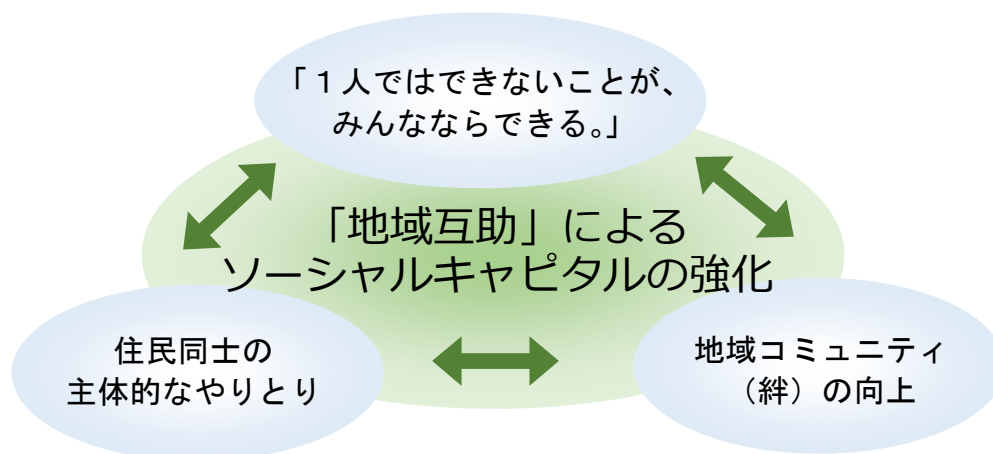 「１人ではできないことが、
みんなならできる。」
「地域互助」による
ソーシャルキャピタルの強化
住民同士の
主体的なやりとり
地域コミュニティ
（絆）の向上